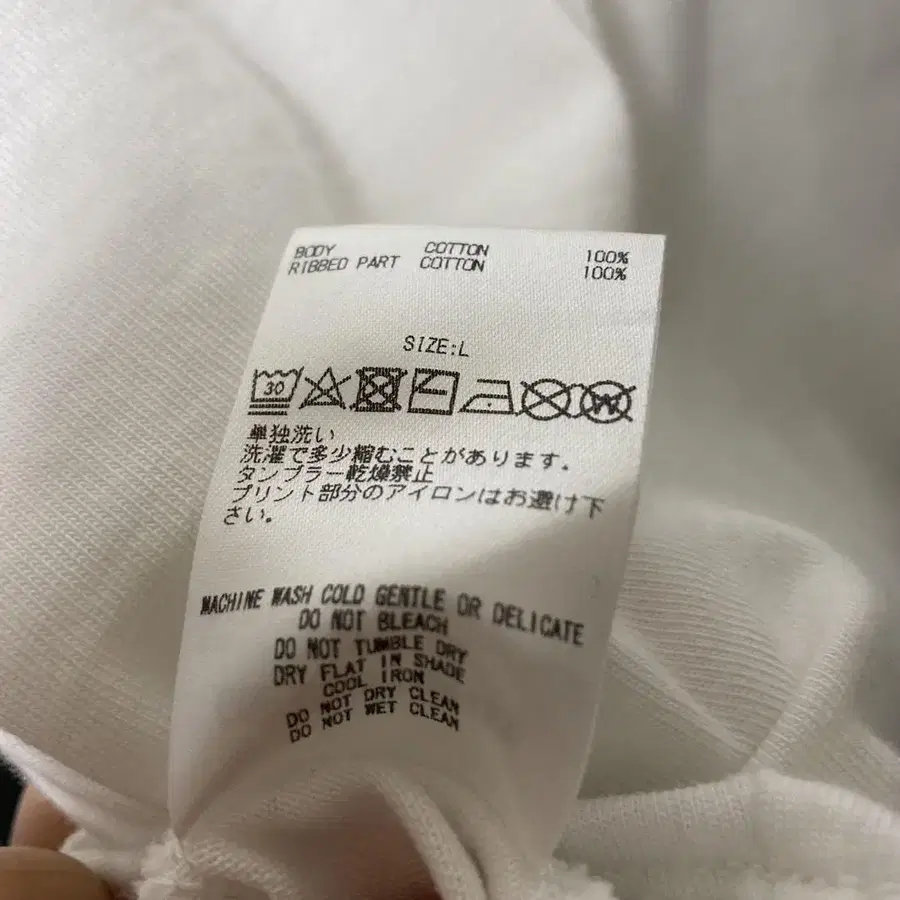 BODY COTTON 100%
RIBBED PART COTTON 100%
SIZE:L
30 W
単独洗い
洗濯で多少縮むことがあります。
タンブラー乾燥禁止
プリント部分のアイロンはお避け下
さい。
MACHINE WASH COLD GENTLE OR DELICATE
DO NOT BLEACH
DO NOT TUMBLE DRY
DRY FLAT IN SHADE
COOL IRON
DO NOT DRY CLEAN
DO NOT WET CLEAN